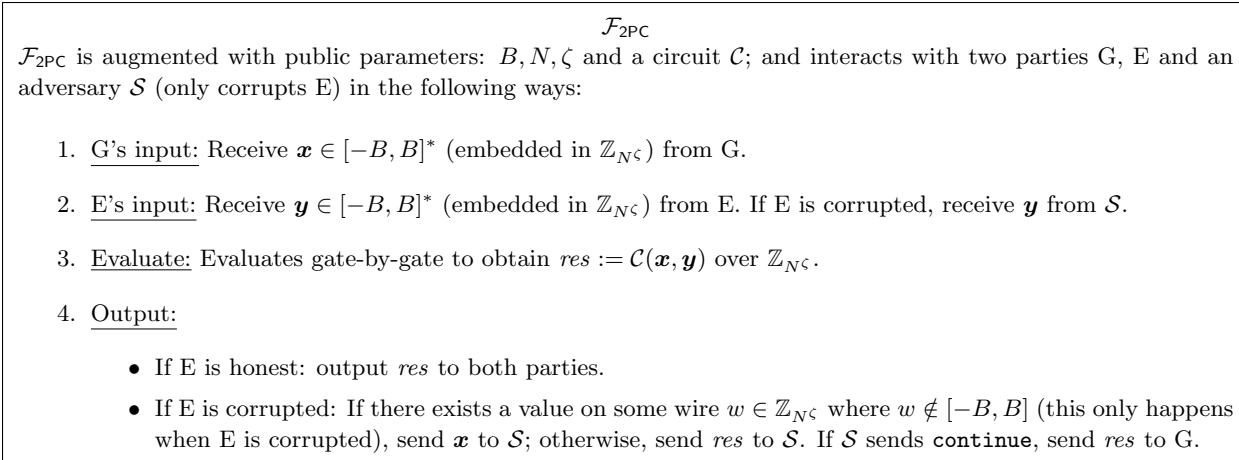 𝓕₂ₚ꜀
𝓕₂ₚ꜀ is augmented with public parameters: B, N, ζ and a circuit 𝒞; and interacts with two parties G, E and an
adversary 𝒮 (only corrupts E) in the following ways:
1. G's input: Receive 𝒙 ∈ [−B, B]* (embedded in ℤ_{N^ζ}) from G.
2. E's input: Receive 𝒚 ∈ [−B, B]* (embedded in ℤ_{N^ζ}) from E. If E is corrupted, receive 𝒚 from 𝒮.
3. Evaluate: Evaluates gate-by-gate to obtain res := 𝒞(𝒙, 𝒚) over ℤ_{N^ζ}.
4. Output:
• If E is honest: output res to both parties.
• If E is corrupted: If there exists a value on some wire w ∈ ℤ_{N^ζ} where w ∉ [−B, B] (this only happens
when E is corrupted), send 𝒙 to 𝒮; otherwise, send res to 𝒮. If 𝒮 sends continue, send res to G.